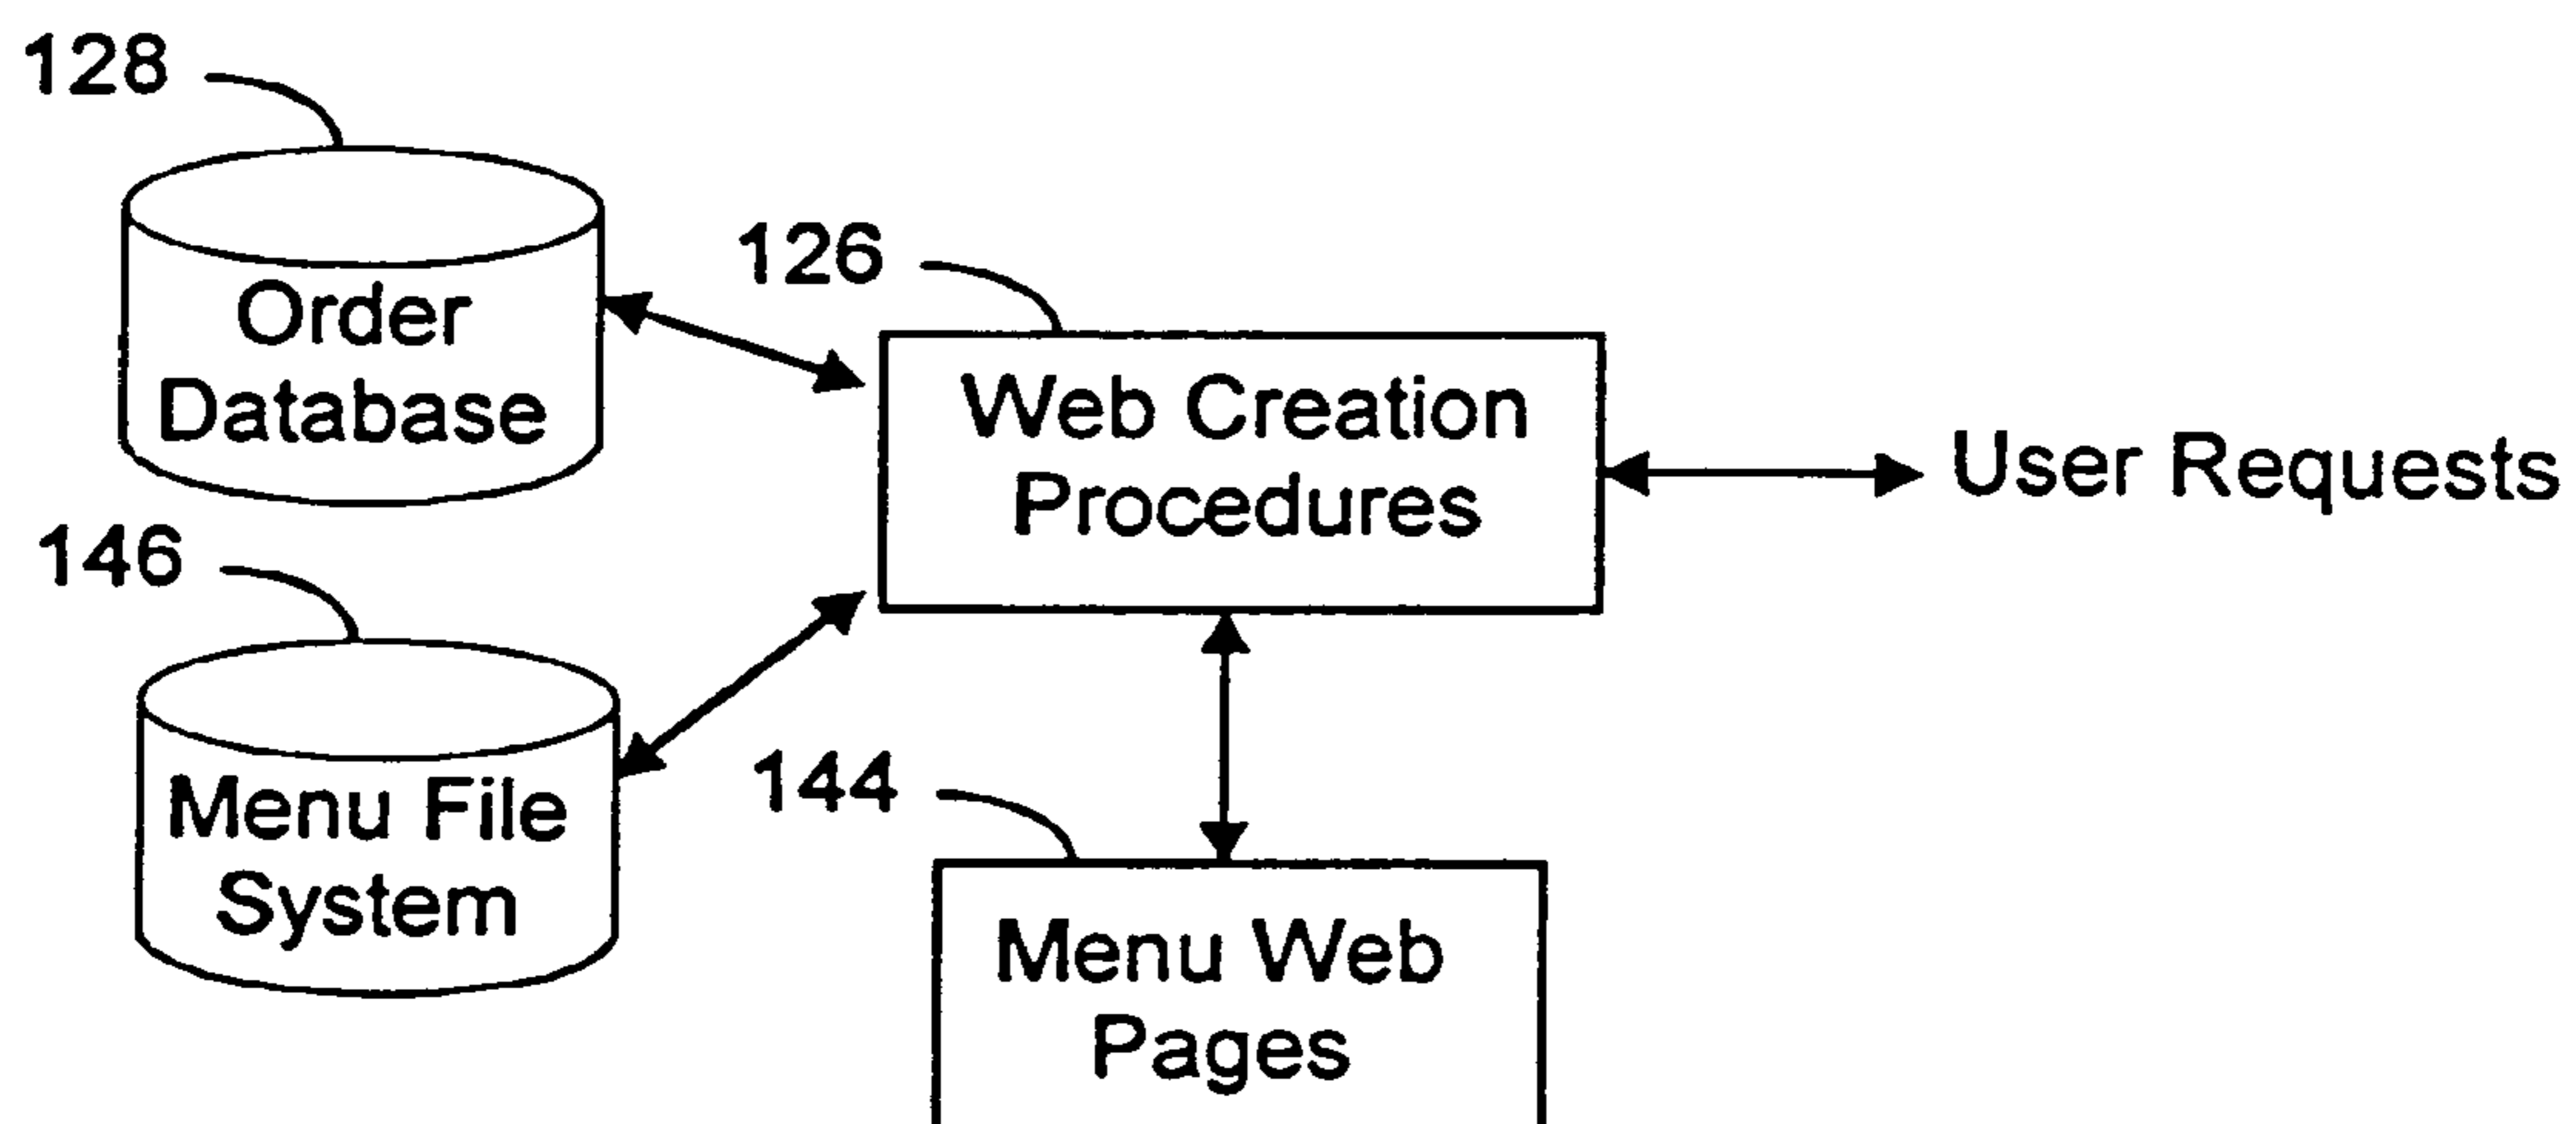 128
Order
Database
126
Web Creation
Procedures
User Requests
146
Menu File
System
144
Menu Web
Pages